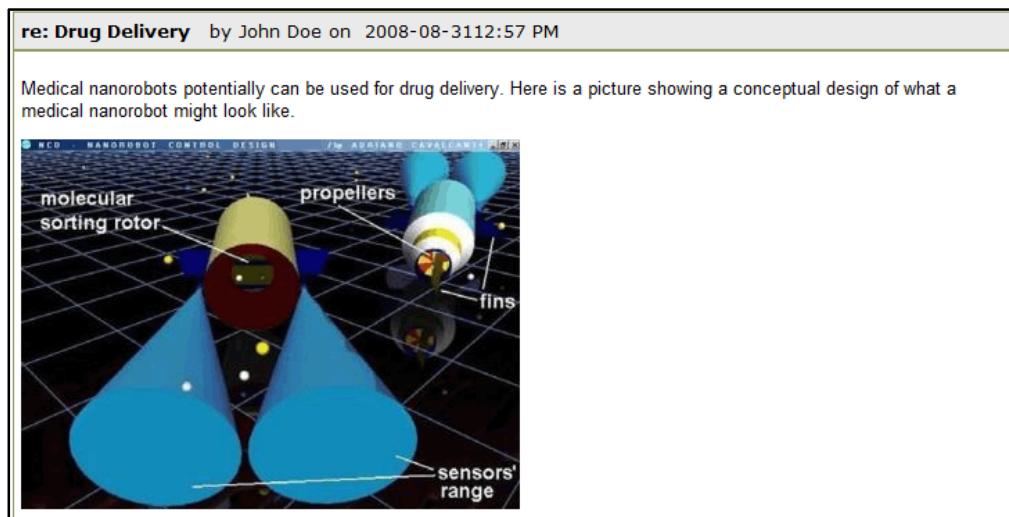 re: Drug Delivery by John Doe on 2008-08-3112:57 PM
Medical nanorobots potentially can be used for drug delivery. Here is a picture showing a conceptual design of what a
medical nanorobot might look like.
NCD . NANOROBOT CONTROL DESIGN /by ADRIANO CAVALCANTI
molecular
sorting rotor
propellers
fins
sensors'
range